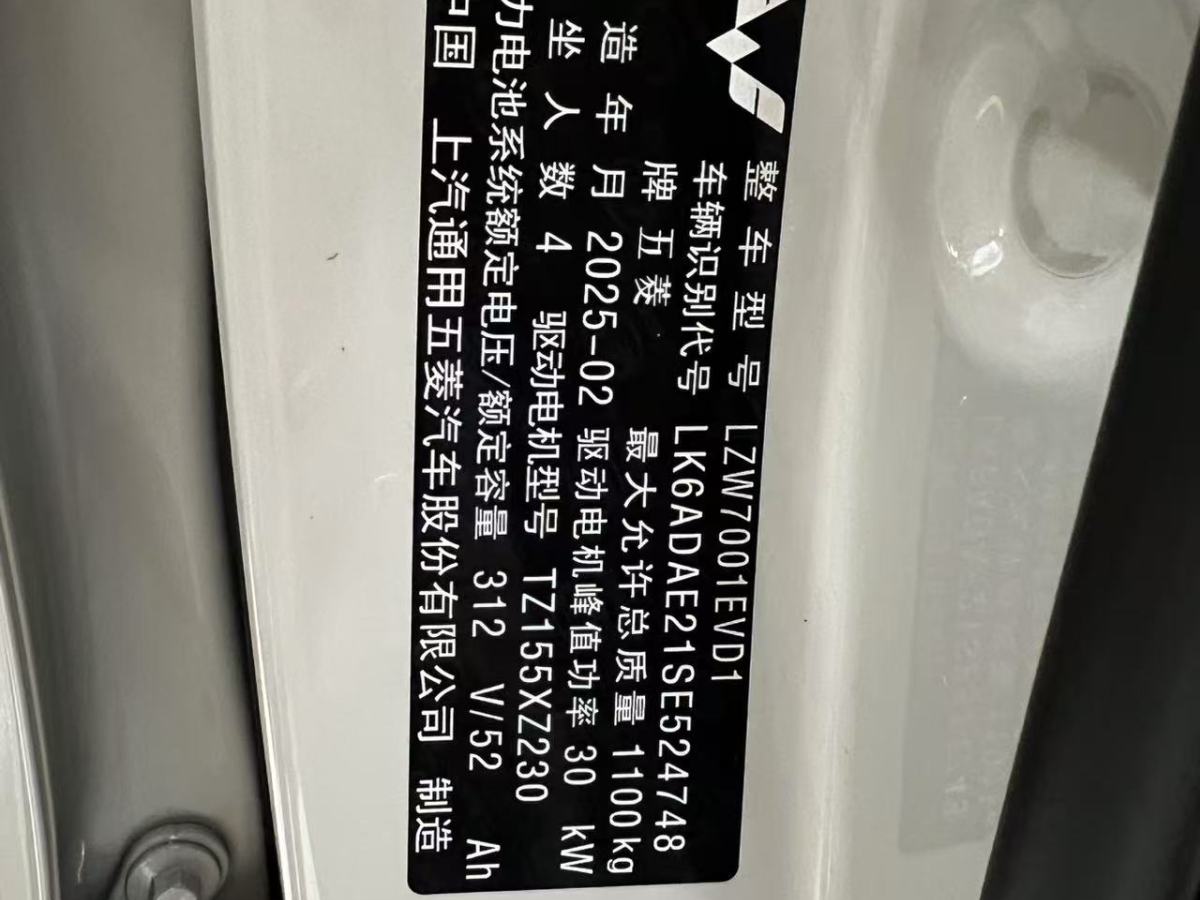 整车型号 LZW7001EVD1
车辆识别代号 LK6ADAE21SE524748
牌 五菱 最大允许总质量 1100kg
造年月 2025-02 驱动电机峰值功率 30 kW
坐人数 4 驱动电机型号 TZ155XZ230
力电池系统额定电压/额定容量 312 V/52 Ah
中国 上汽通用五菱汽车股份有限公司 制造